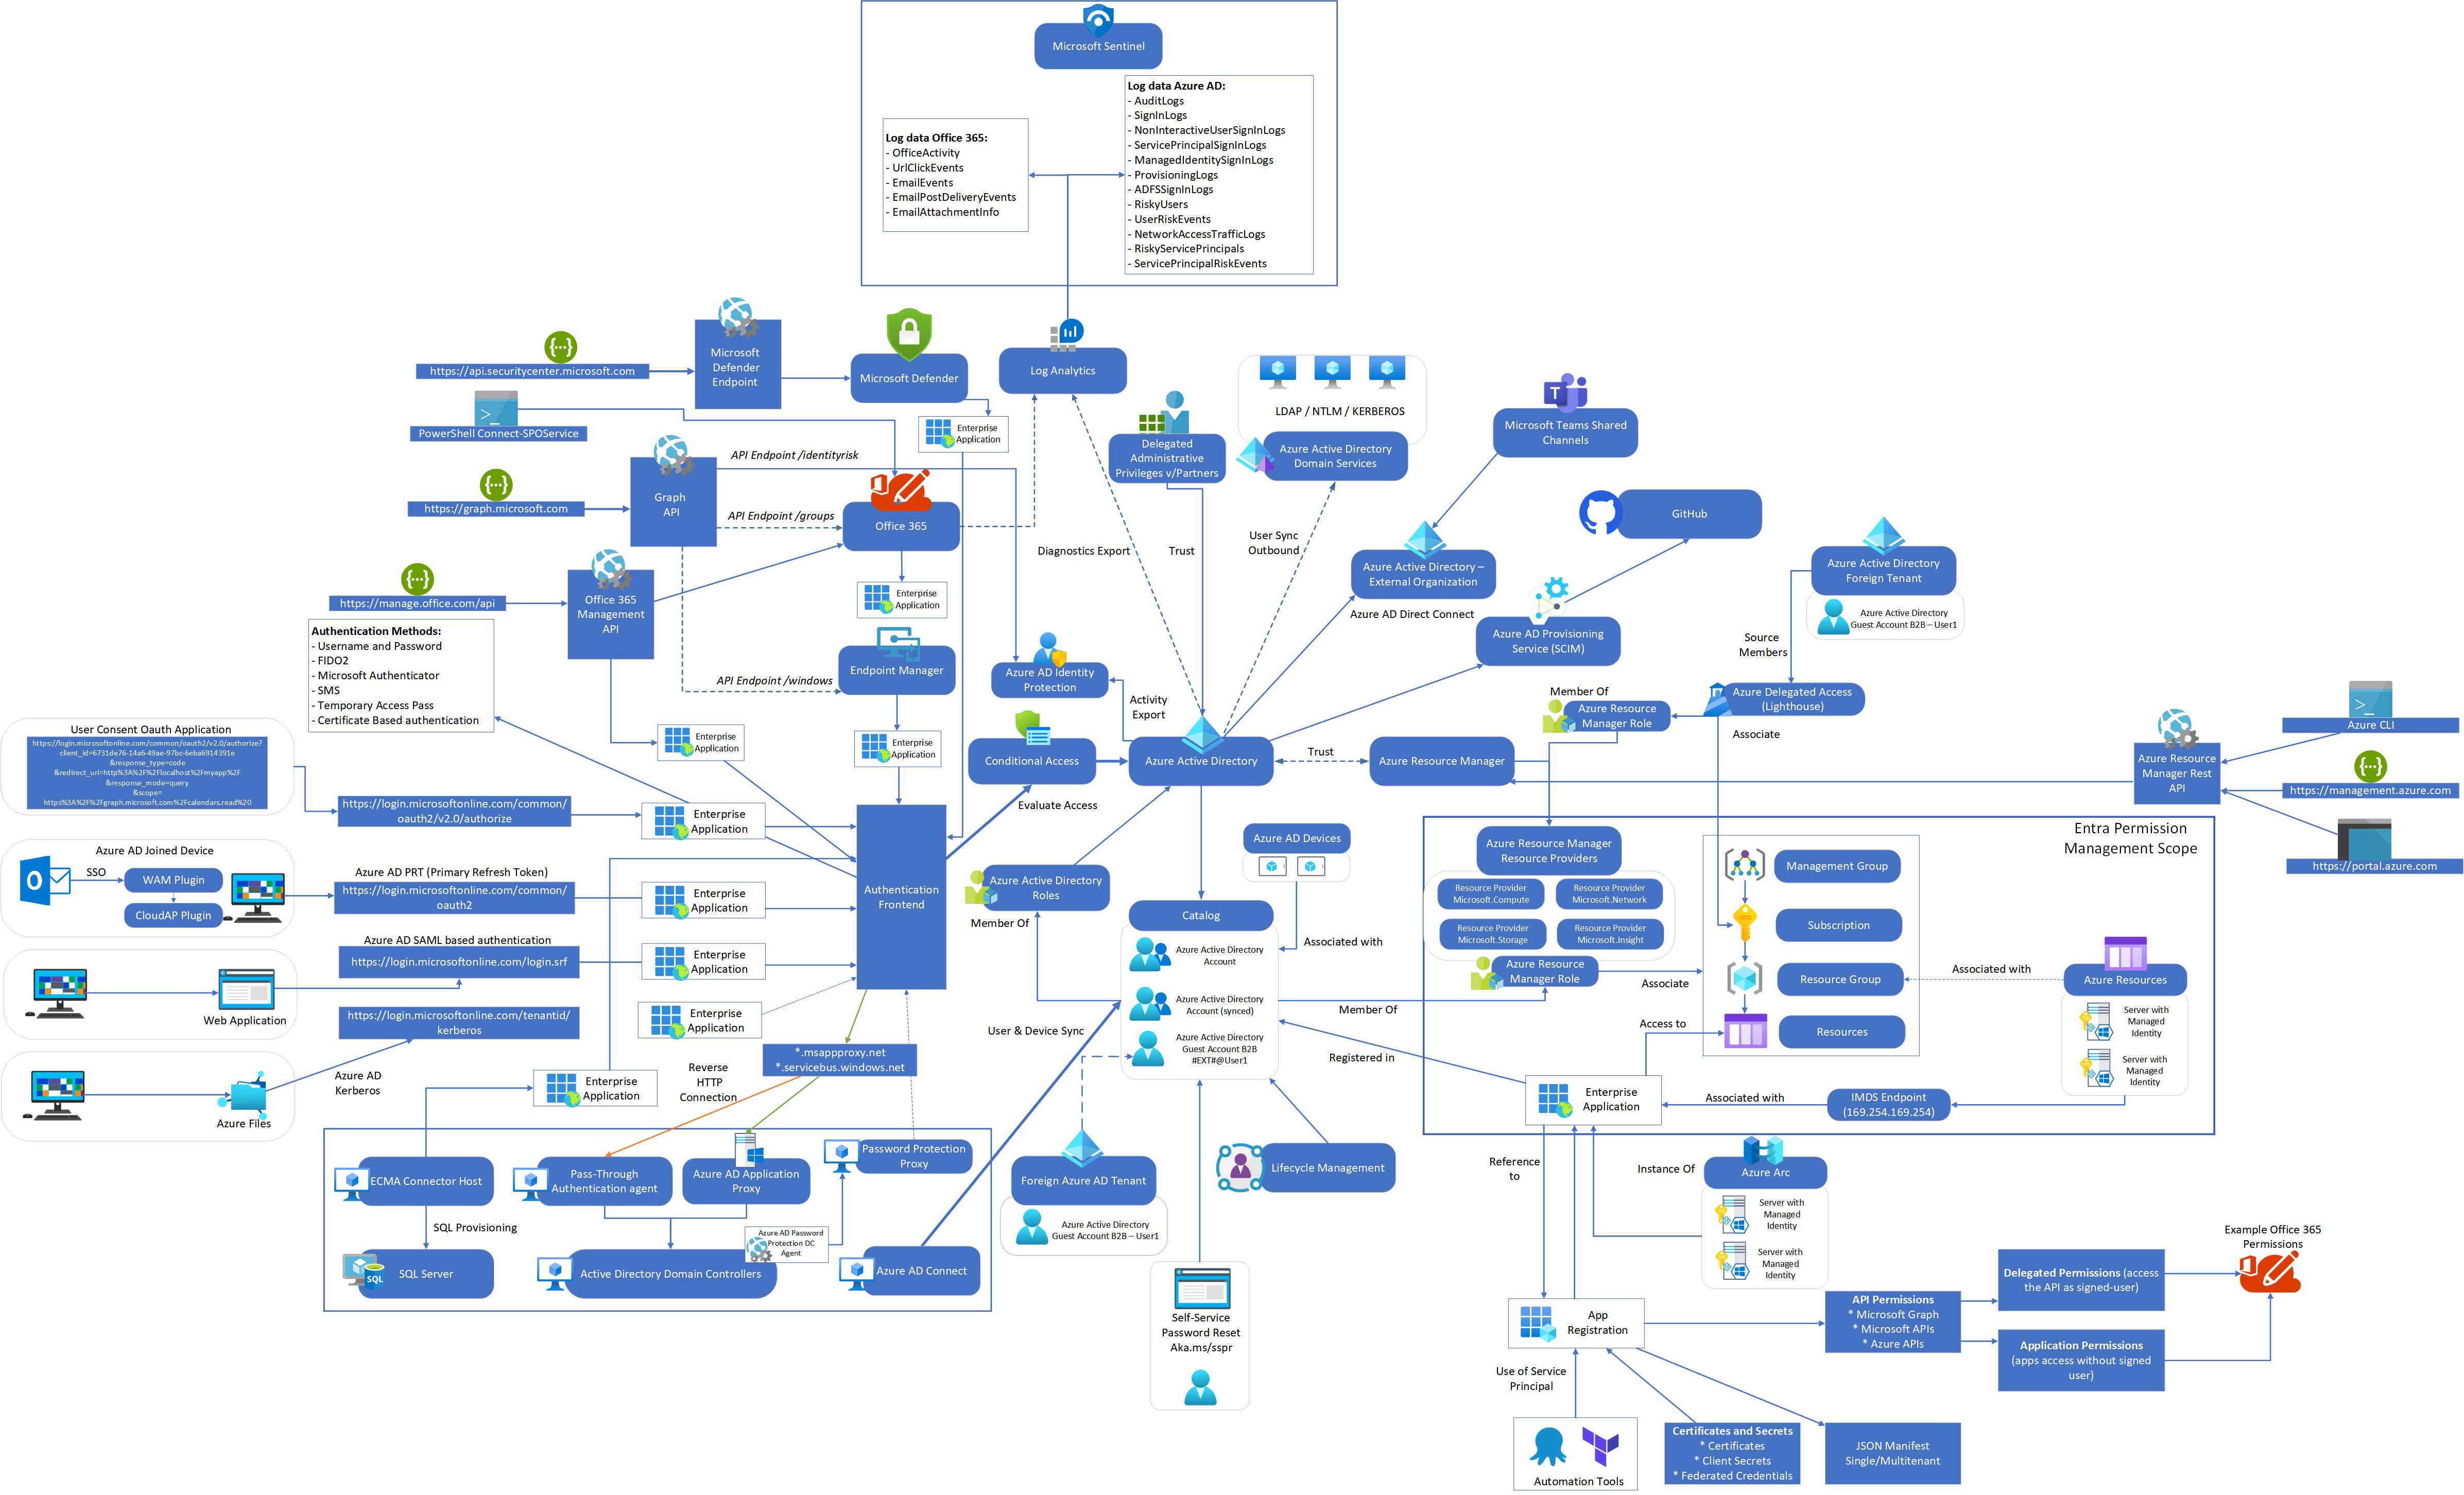 Microsoft Sentinel
Log data Office 365:
- OfficeActivity
- UrlClickEvents
- EmailEvents
- EmailPostDeliveryEvents
- EmailAttachmentInfo
Log data Azure AD:
- AuditLogs
- SignInLogs
- NonInteractiveUserSignInLogs
- ServicePrincipalSignInLogs
- ManagedIdentitySignInLogs
- ProvisioningLogs
- ADFSSignInLogs
- RiskyUsers
- UserRiskEvents
- NetworkAccessTrafficLogs
- RiskyServicePrincipals
- ServicePrincipalRiskEvents
https://api.securitycenter.microsoft.com
Microsoft
Defender
Endpoint
Microsoft Defender
Enterprise
Application
Log Analytics
PowerShell Connect-SPOService
https://graph.microsoft.com
Graph
API
API Endpoint /identityrisk
API Endpoint /groups
API Endpoint /windows
Office 365
Enterprise
Application
https://manage.office.com/api
Office 365
Management
API
Endpoint Manager
Enterprise
Application
Enterprise
Application
Authentication Methods:
- Username and Password
- FIDO2
- Microsoft Authenticator
- SMS
- Temporary Access Pass
- Certificate Based authentication
Delegated
Administrative
Privileges v/Partners
LDAP / NTLM / KERBEROS
Azure Active Directory
Domain Services
Microsoft Teams Shared
Channels
GitHub
Diagnostics Export
Trust
User Sync
Outbound
Azure Active Directory –
External Organization
Azure AD Direct Connect
Azure AD Provisioning
Service (SCIM)
Azure Active Directory
Foreign Tenant
Azure Active Directory
Guest Account B2B – User1
Source
Members
Azure AD Identity
Protection
Activity
Export
Member Of
Azure Resource
Manager Role
Azure Delegated Access
(Lighthouse)
Associate
Azure CLI
https://management.azure.com
https://portal.azure.com
Azure Resource
Manager Rest
API
Conditional Access
Evaluate Access
Azure Active Directory
Trust
Azure Resource Manager
User Consent Oauth Application
https://login.microsoftonline.com/common/oauth2/v2.0/authorize?
client_id=6731de76-14a6-49ae-97bc-6eba6914391e
&response_type=code
&redirect_uri=http%3A%2F%2Flocalhost%2Fmyapp%2F
&response_mode=query
&scope=
https%3A%2F%2Fgraph.microsoft.com%2Fcalendars.read%20
https://login.microsoftonline.com/common/
oauth2/v2.0/authorize
Enterprise
Application
Azure AD Joined Device
SSO
WAM Plugin
CloudAP Plugin
Azure AD PRT (Primary Refresh Token)
https://login.microsoftonline.com/common/
oauth2
Enterprise
Application
Web Application
Azure AD SAML based authentication
https://login.microsoftonline.com/login.srf
Enterprise
Application
https://login.microsoftonline.com/tenantid/
kerberos
Enterprise
Application
Azure Files
Azure AD
Kerberos
Authentication
Frontend
*.msappproxy.net
*.servicebus.windows.net
Reverse
HTTP
Connection
Enterprise
Application
Azure Active Directory
Roles
Member Of
Azure AD Devices
Associated with
Catalog
Azure Active Directory
Account
Azure Active Directory
Account (synced)
Azure Active Directory
Guest Account B2B
#EXT#@User1
User & Device Sync
Member Of
Registered in
Entra Permission
Management Scope
Azure Resource Manager
Resource Providers
Resource Provider
Microsoft.Compute
Resource Provider
Microsoft.Network
Resource Provider
Microsoft.Storage
Resource Provider
Microsoft.Insight
Azure Resource
Manager Role
Associate
Management Group
Subscription
Resource Group
Resources
Access to
Associated with
Azure Resources
Server with
Managed
Identity
Server with
Managed
Identity
Enterprise
Application
Associated with
IMDS Endpoint
(169.254.169.254)
ECMA Connector Host
SQL Provisioning
SQL
SQL Server
Pass-Through
Authentication agent
Azure AD Application
Proxy
Password Protection
Proxy
Azure AD Password
Protection DC
Agent
Active Directory Domain Controllers
Azure AD Connect
Foreign Azure AD Tenant
Azure Active Directory
Guest Account B2B – User1
Lifecycle Management
Self-Service
Password Reset
Aka.ms/sspr
Reference
to
Instance Of
Azure Arc
Server with
Managed
Identity
Server with
Managed
Identity
App
Registration
Use of Service
Principal
Automation Tools
Certificates and Secrets
* Certificates
* Client Secrets
* Federated Credentials
JSON Manifest
Single/Multitenant
API Permissions
* Microsoft Graph
* Microsoft APIs
* Azure APIs
Delegated Permissions (access
the API as signed-user)
Application Permissions
(apps access without signed
user)
Example Office 365
Permissions